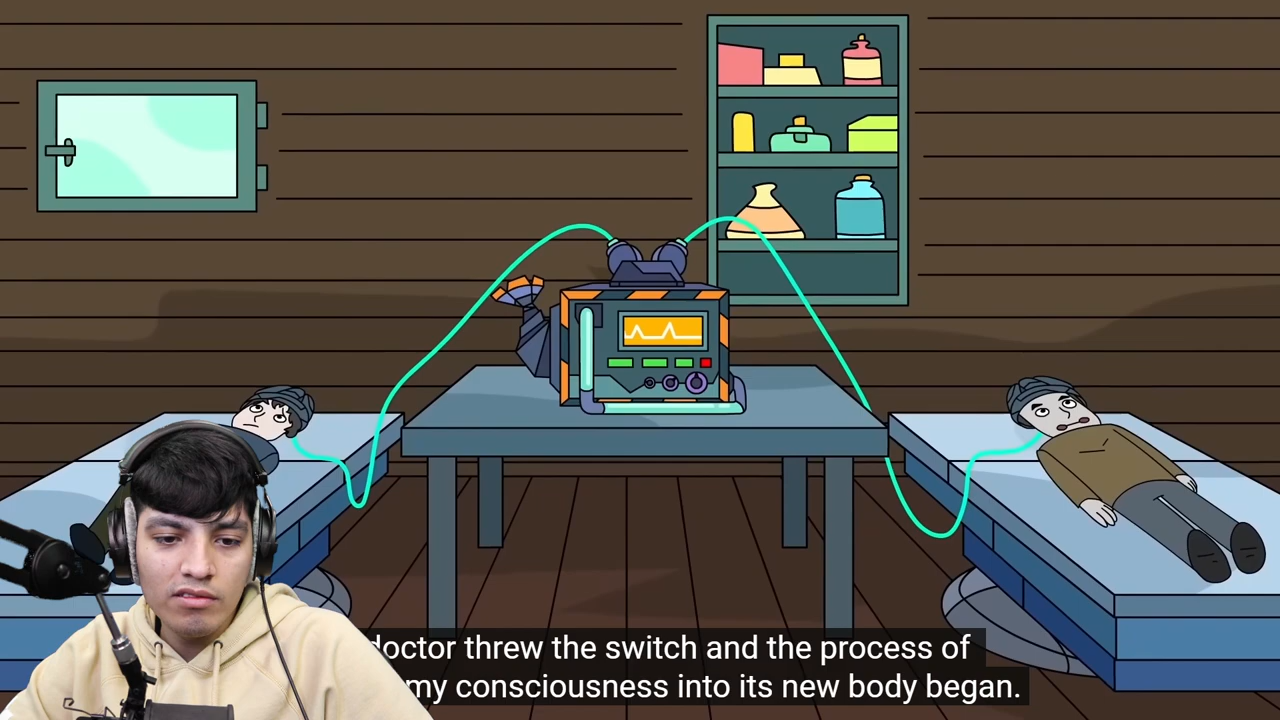 doctor threw the switch and the process of
my consciousness into its new body began.